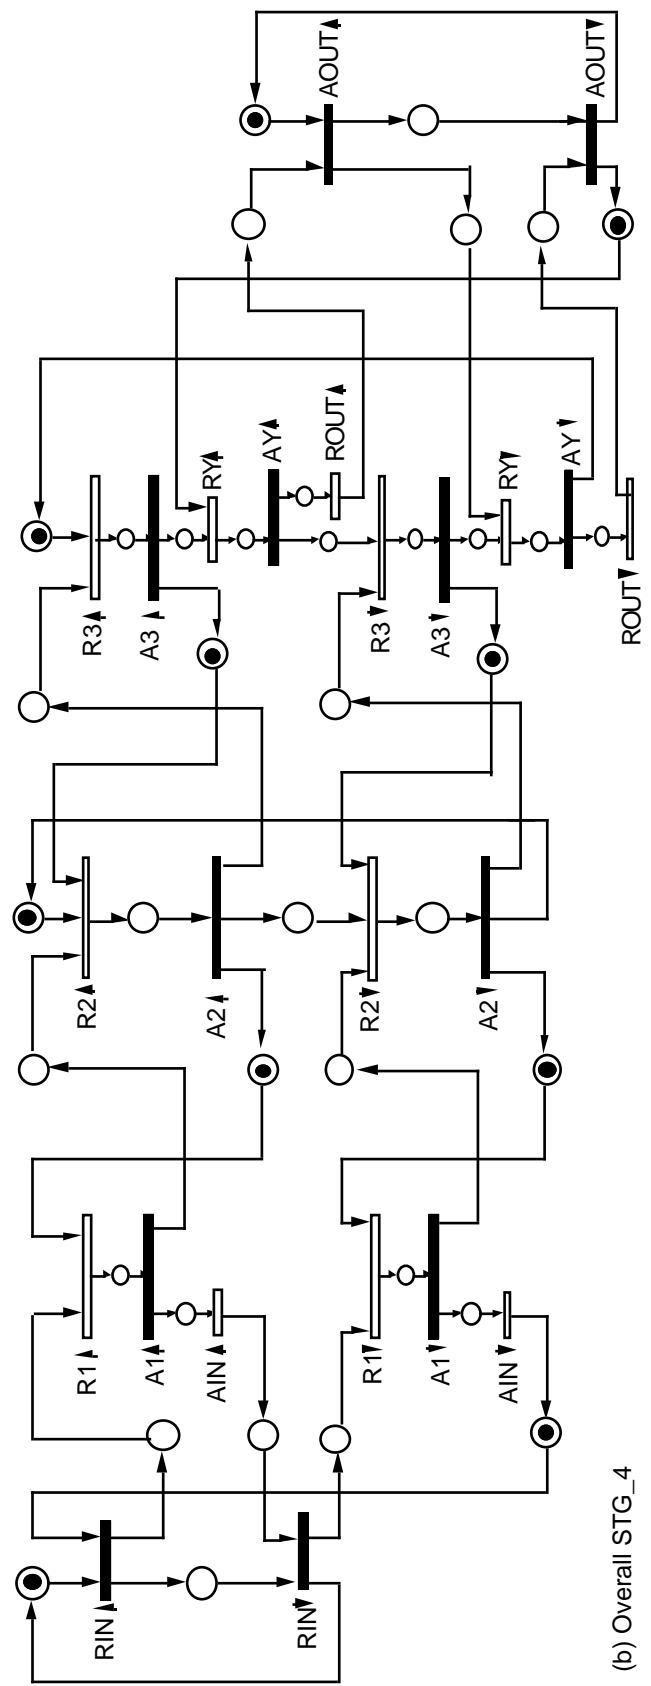 R1↑
R2↑
R3↑
RIN↑
A1↑
A3↑
AIN↑
A2↑
RY↑
AY↑
RIN↓
ROUT↑
AOUT↑
R1↓
R2↓
R3↓
A1↓
A3↓
A2↓
AIN↓
RY↓
AY↓
AOUT↓
ROUT↓
(b) Overall STG_4